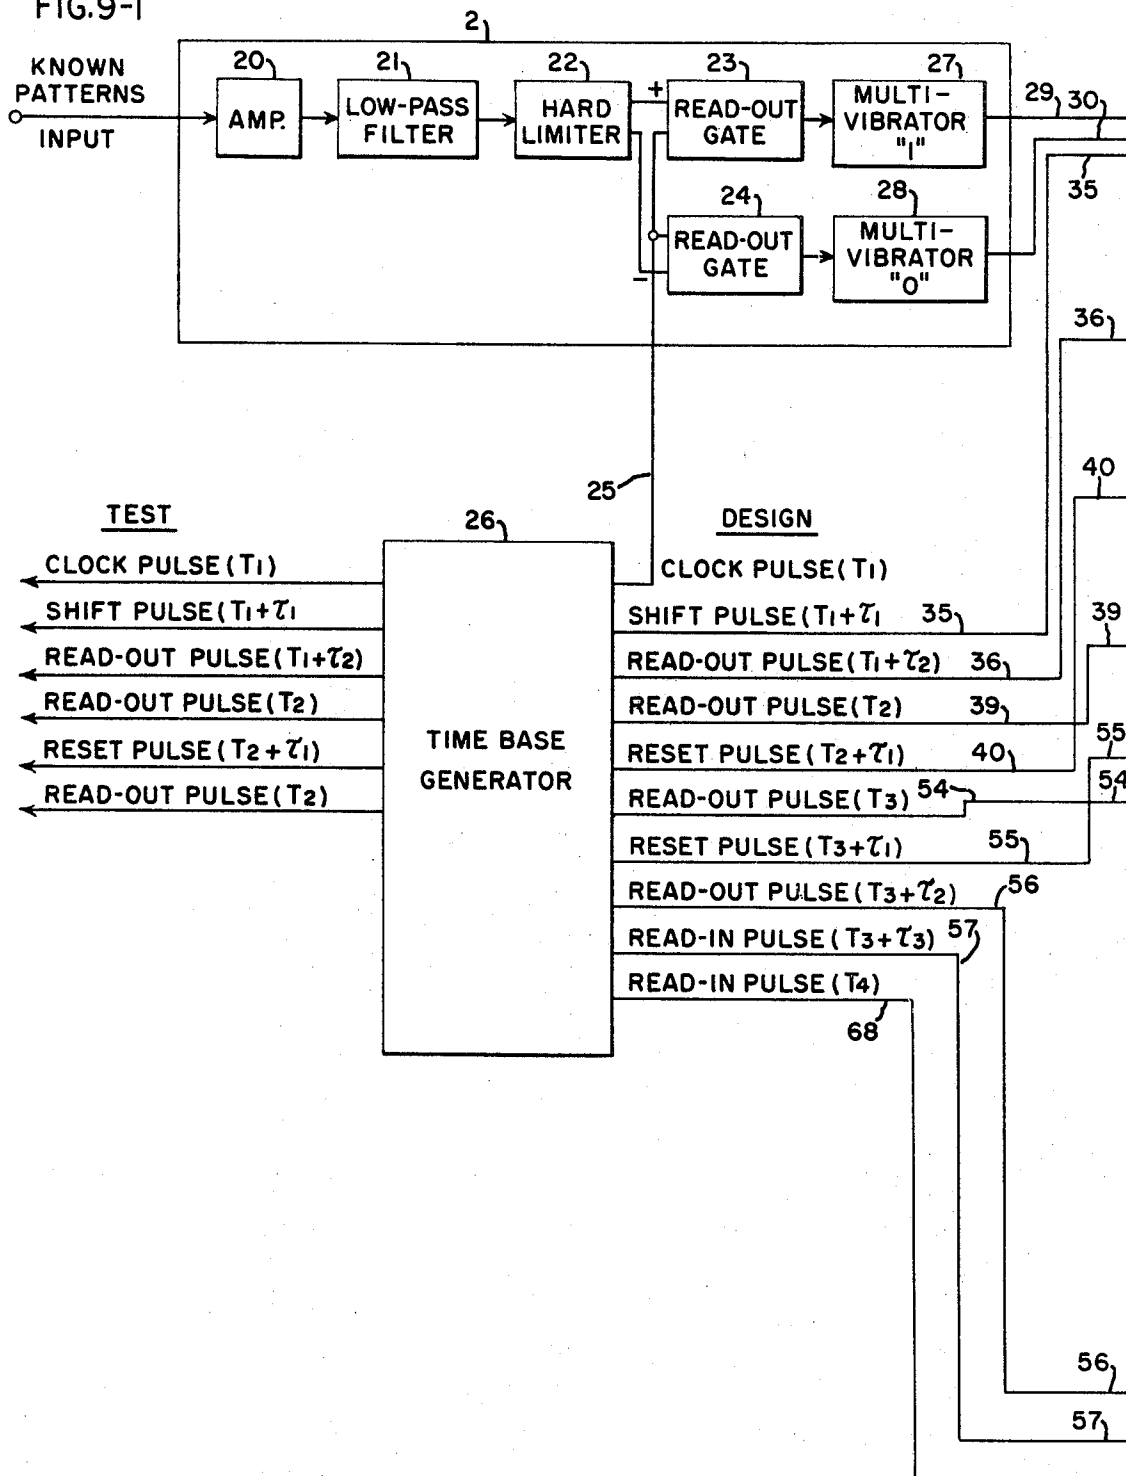 FIG.9-1
2
KNOWN
PATTERNS
INPUT
20
AMP.
21
LOW-PASS
FILTER
22
HARD
LIMITER
+
−
23
READ-OUT
GATE
27
MULTI-
VIBRATOR
"1"
29
30
35
24
READ-OUT
GATE
28
MULTI-
VIBRATOR
"0"
36
40
25
TEST
26
DESIGN
CLOCK PULSE(T1)
SHIFT PULSE(T1+τ1
READ-OUT PULSE(T1+τ2)
READ-OUT PULSE(T2)
RESET PULSE(T2+τ1)
READ-OUT PULSE(T2)
TIME BASE
GENERATOR
CLOCK PULSE(T1)
SHIFT PULSE(T1+τ1
35
READ-OUT PULSE(T1+τ2)
36
READ-OUT PULSE(T2)
39
RESET PULSE(T2+τ1)
40
READ-OUT PULSE(T3)
54
RESET PULSE(T3+τ1)
55
READ-OUT PULSE(T3+τ2)
56
READ-IN PULSE(T3+τ3)
57
READ-IN PULSE(T4)
68
39
55
54
56
57